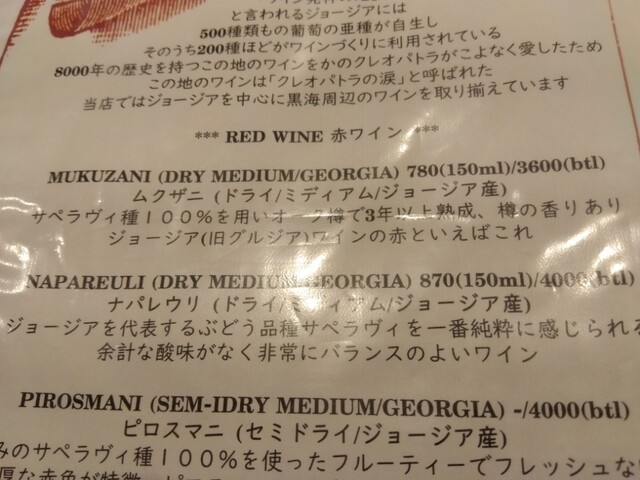 と言われるジョージアには
500種類もの葡萄の亜種が自生し
そのうち200種ほどがワインづくりに利用されている
8000年の歴史を持つこの地のワインをかのクレオパトラがこよなく愛したため
この地のワインは「クレオパトラの涙」と呼ばれた
当店ではジョージアを中心に黒海周辺のワインを取り揃えています
*** RED WINE 赤ワイン ***
MUKUZANI (DRY MEDIUM/GEORGIA) 780(150ml)/3600(btl)
ムクザニ (ドライ/ミディアム/ジョージア産)
サペラヴィ種100%を用いオーク樽で3年以上熟成、樽の香りあり
ジョージア(旧グルジア)ワインの赤といえばこれ
NAPAREULI (DRY MEDIUM/GEORGIA) 870(150ml)/4000(btl)
ナパレウリ (ドライ/ミディアム/ジョージア産)
ジョージアを代表するぶどう品種サペラヴィを一番純粋に感じられる
余計な酸味がなく非常にバランスのよいワイン
PIROSMANI (SEM-IDRY MEDIUM/GEORGIA) -/4000(btl)
ピロスマニ (セミドライ/ジョージア産)
みのサペラヴィ種100%を使ったフルーティーでフレッシュな
厚な赤色が特徴